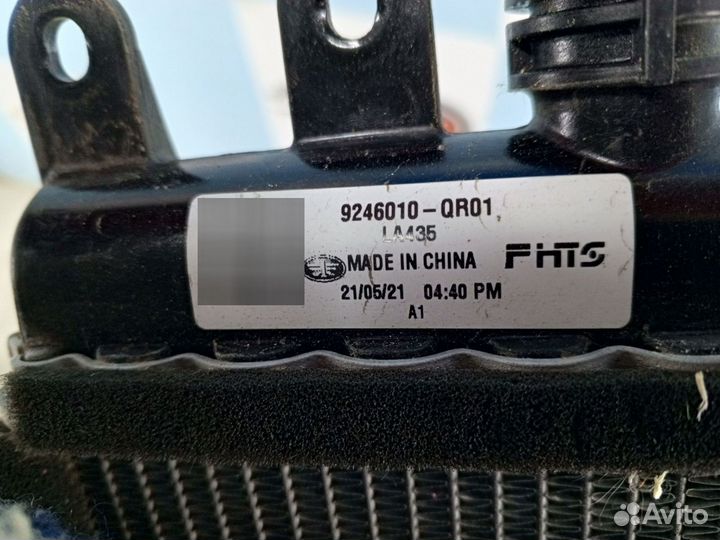 9246010-QR01
LA435
MADE IN CHINA
FHTS
21/05/21 04:40 PM
A1
Avito